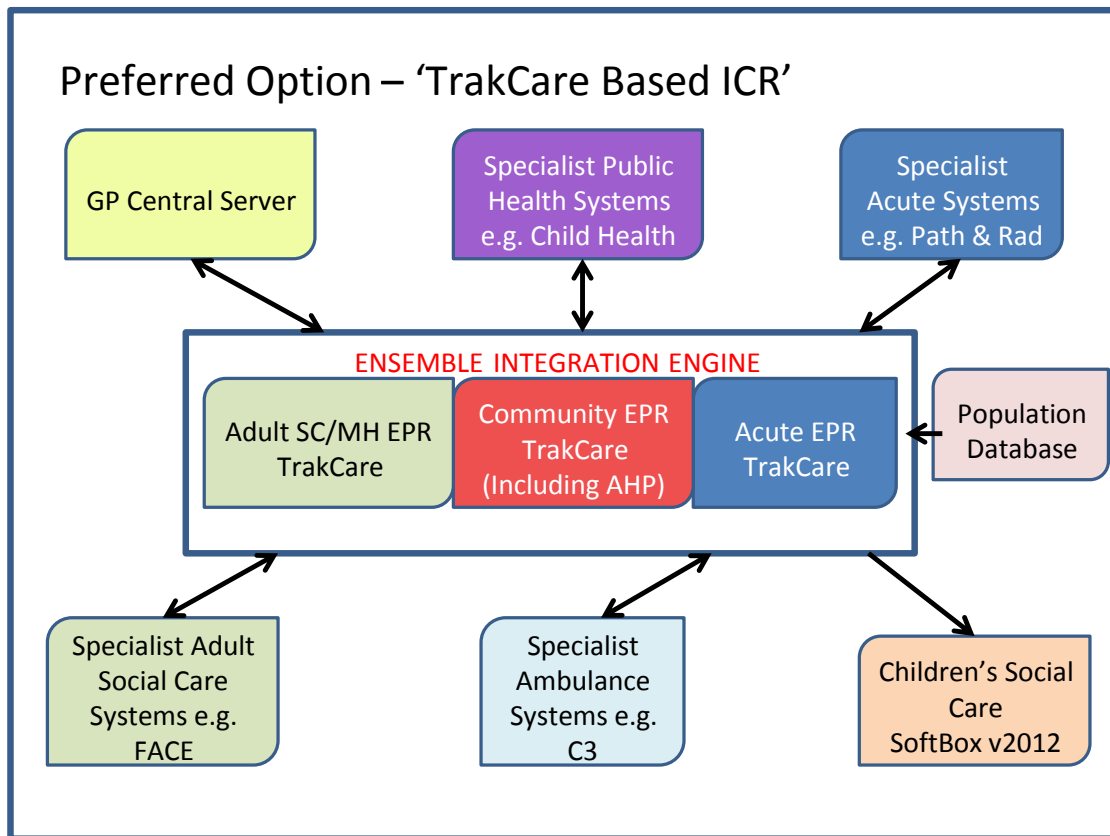 Preferred Option – ‘TrakCare Based ICR’
GP Central Server
Specialist Public
Health Systems
e.g. Child Health
Specialist
Acute Systems
e.g. Path & Rad
ENSEMBLE INTEGRATION ENGINE
Adult SC/MH EPR
TrakCare
Community EPR
TrakCare
(Including AHP)
Acute EPR
TrakCare
Population
Database
Specialist Adult
Social Care
Systems e.g.
FACE
Specialist
Ambulance
Systems e.g.
C3
Children’s Social
Care
SoftBox v2012